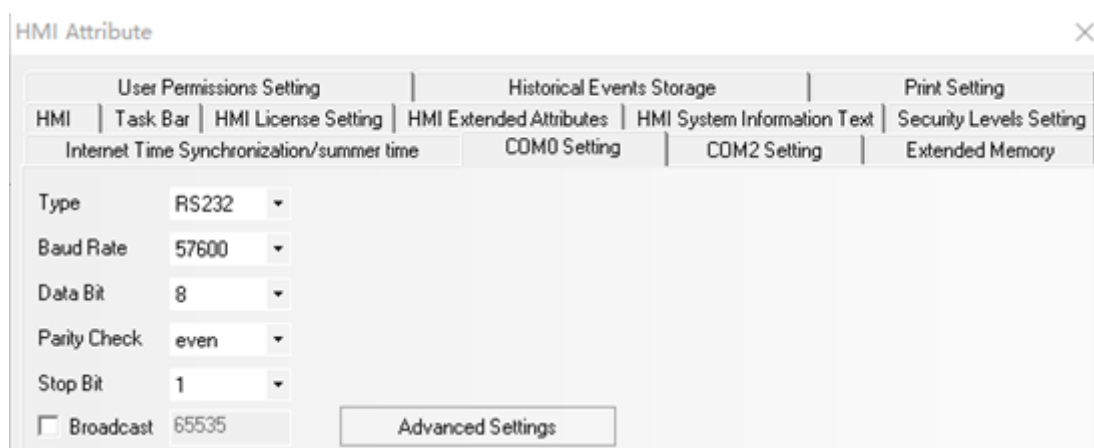 HMI Attribute
User Permissions Setting Historical Events Storage Print Setting
HMI Task Bar HMI License Setting HMI Extended Attributes HMI System Information Text Security Levels Setting
Internet Time Synchronization/summer time COM0 Setting COM2 Setting Extended Memory
Type RS232
Baud Rate 57600
Data Bit 8
Parity Check even
Stop Bit 1
Broadcast 65535 Advanced Settings